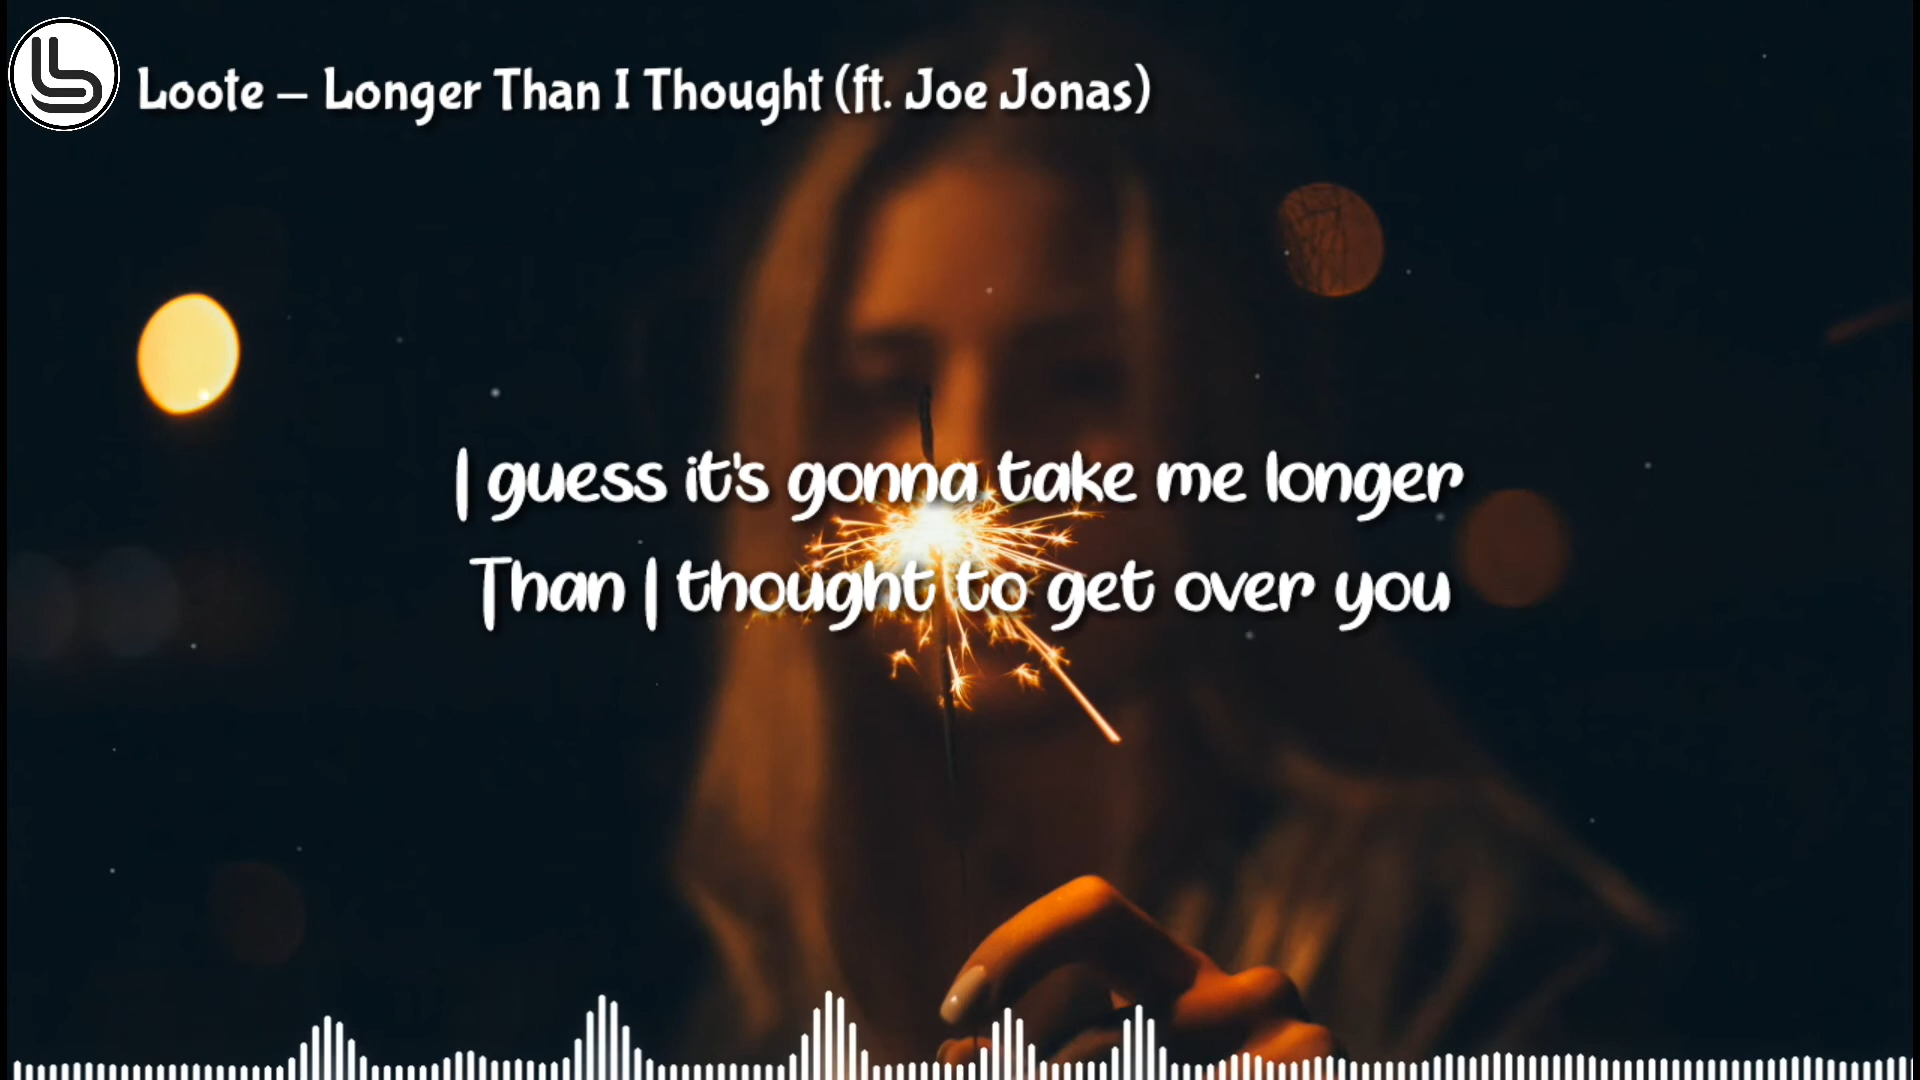 Loote – Longer Than I Thought (ft. Joe Jonas)
I guess it's gonna take me longer
Than I thought to get over you